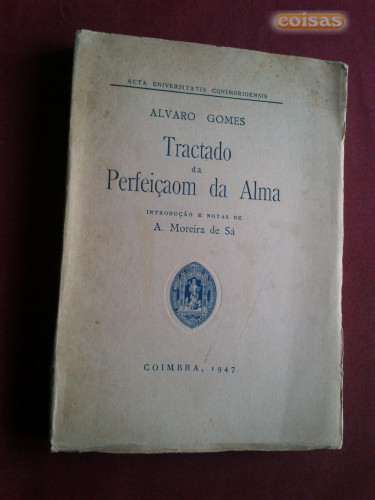 coisas
ACTA UNIVERSITATIS CONIMBRIGENSIS
ALVARO GOMES
Tractado
da
Perfeiçaom da Alma
INTRODUÇÃO E NOTAS DE
A. Moreira de Sá
COIMBRA, 1947